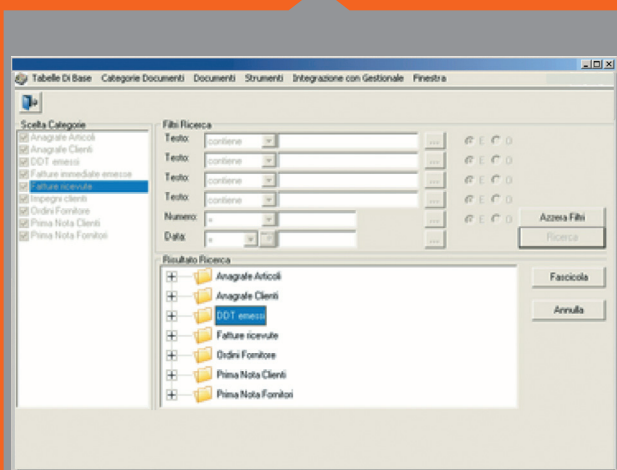 Tabelle Di Base Categorie Documenti Documenti Strumenti Integrazione con Gestionale Finestra
Scelta Categorie
Anagrafe Articoli
Anagrafe Clienti
DDT emessi
Fatture immediate emesse
Fatture ricevute
Impegni clienti
Ordini Fornitore
Prima Nota Clienti
Prima Nota Fornitori
Filtri Ricerca
Testo: contiene ... E O
Testo: contiene ... E O
Testo: contiene ... E O
Testo: contiene ... E O
Numero: = ... E O
Data: = ...
Azzera Filtri
Ricerca
Risultato Ricerca
Anagrafe Articoli
Anagrafe Clienti
DDT emessi
Fatture ricevute
Ordini Fornitore
Prima Nota Clienti
Prima Nota Fornitori
Fascicola
Annulla